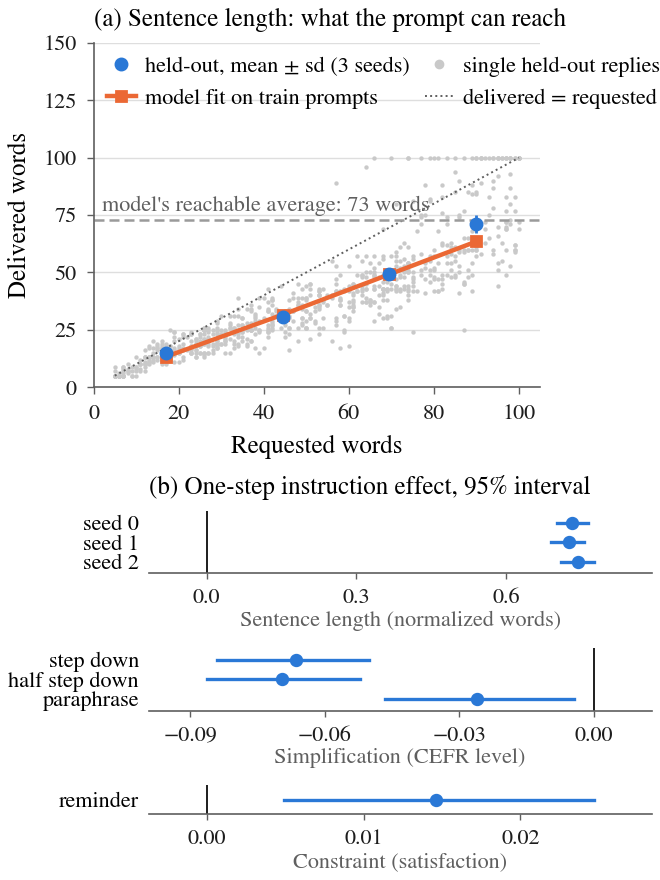 (a) Sentence length: what the prompt can reach
150
125
100
75
50
25
0
Delivered words
held-out, mean ± sd (3 seeds)
single held-out replies
model fit on train prompts
delivered = requested
model's reachable average: 73 words
0 20 40 60 80 100
Requested words
(b) One-step instruction effect, 95% interval
seed 0
seed 1
seed 2
0.0 0.3 0.6
Sentence length (normalized words)
step down
half step down
paraphrase
−0.09 −0.06 −0.03 0.00
Simplification (CEFR level)
reminder
0.00 0.01 0.02
Constraint (satisfaction)